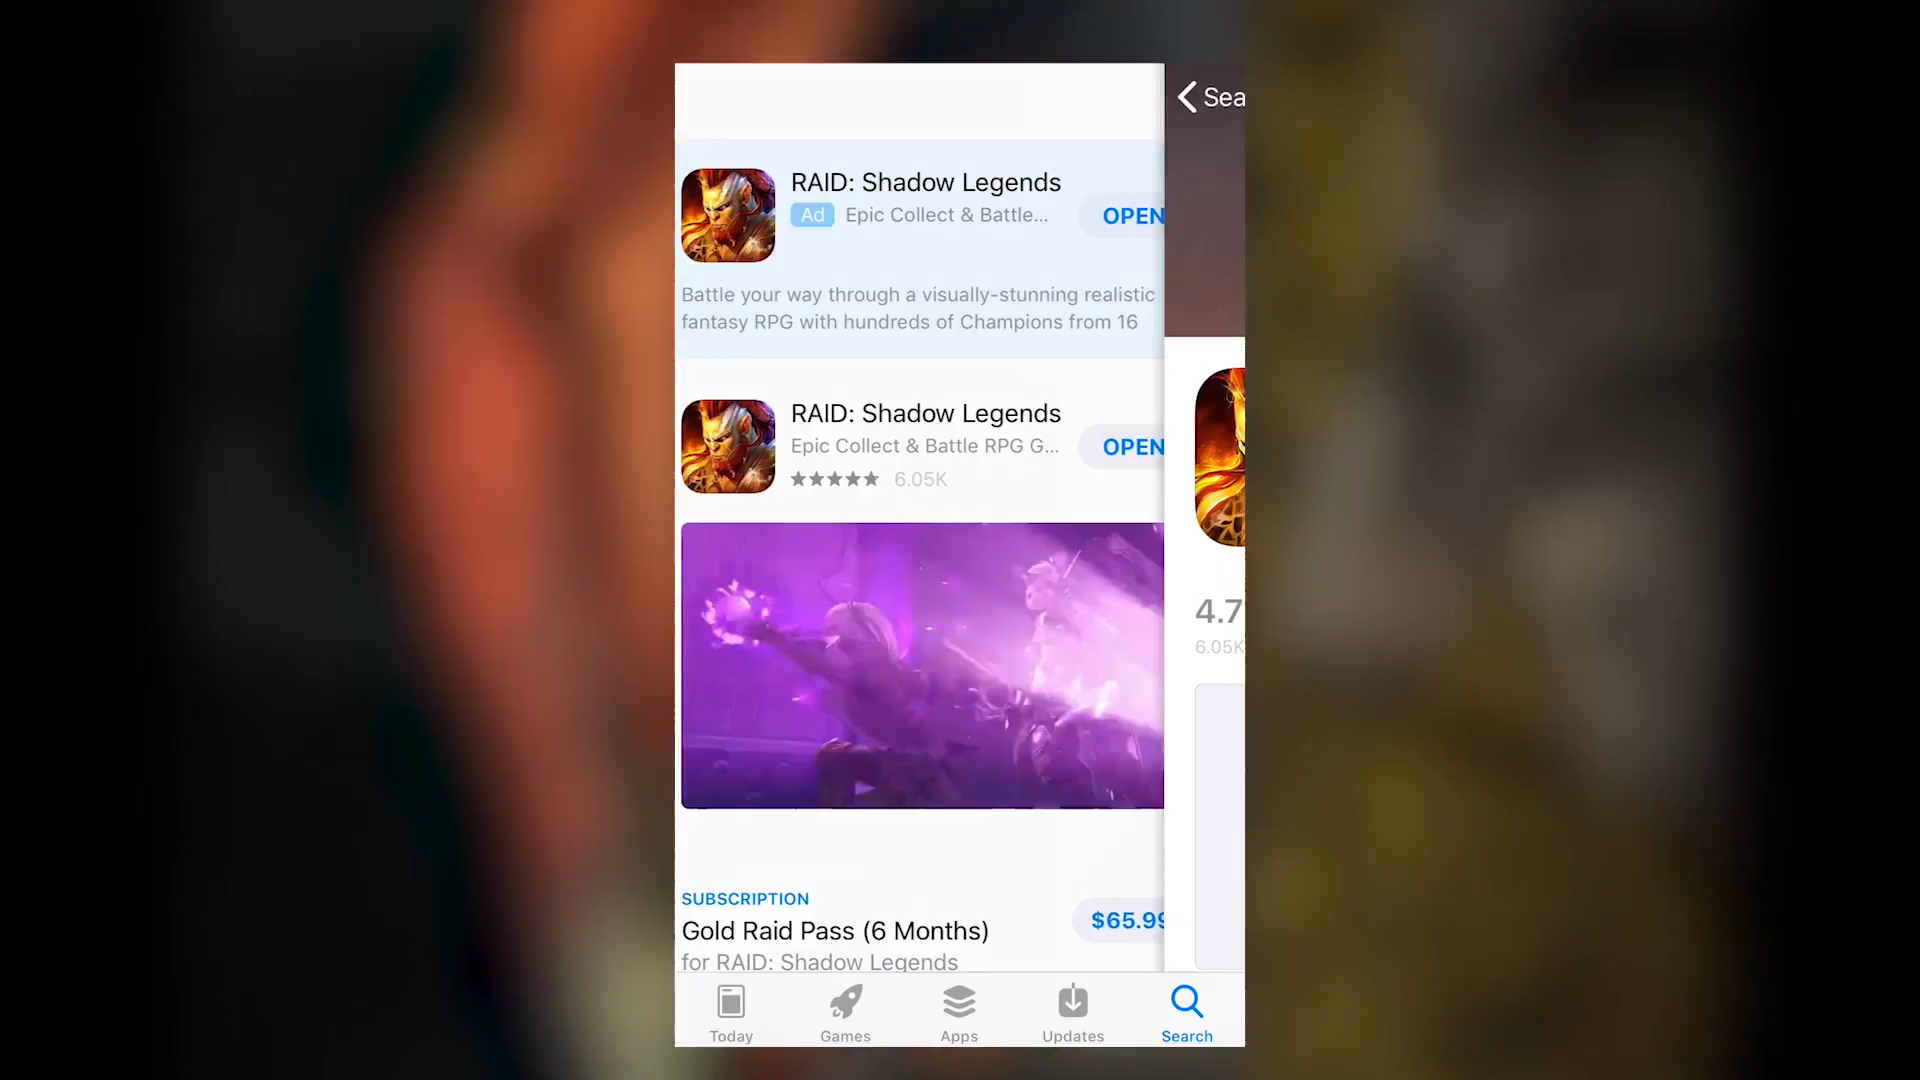 Sea
RAID: Shadow Legends
Ad Epic Collect & Battle...
OPEN
Battle your way through a visually-stunning realistic
fantasy RPG with hundreds of Champions from 16
RAID: Shadow Legends
Epic Collect & Battle RPG G...
OPEN
6.05K
4.7
6.05K
SUBSCRIPTION
Gold Raid Pass (6 Months)
$65.99
for RAID: Shadow Legends
Today
Games
Apps
Updates
Search